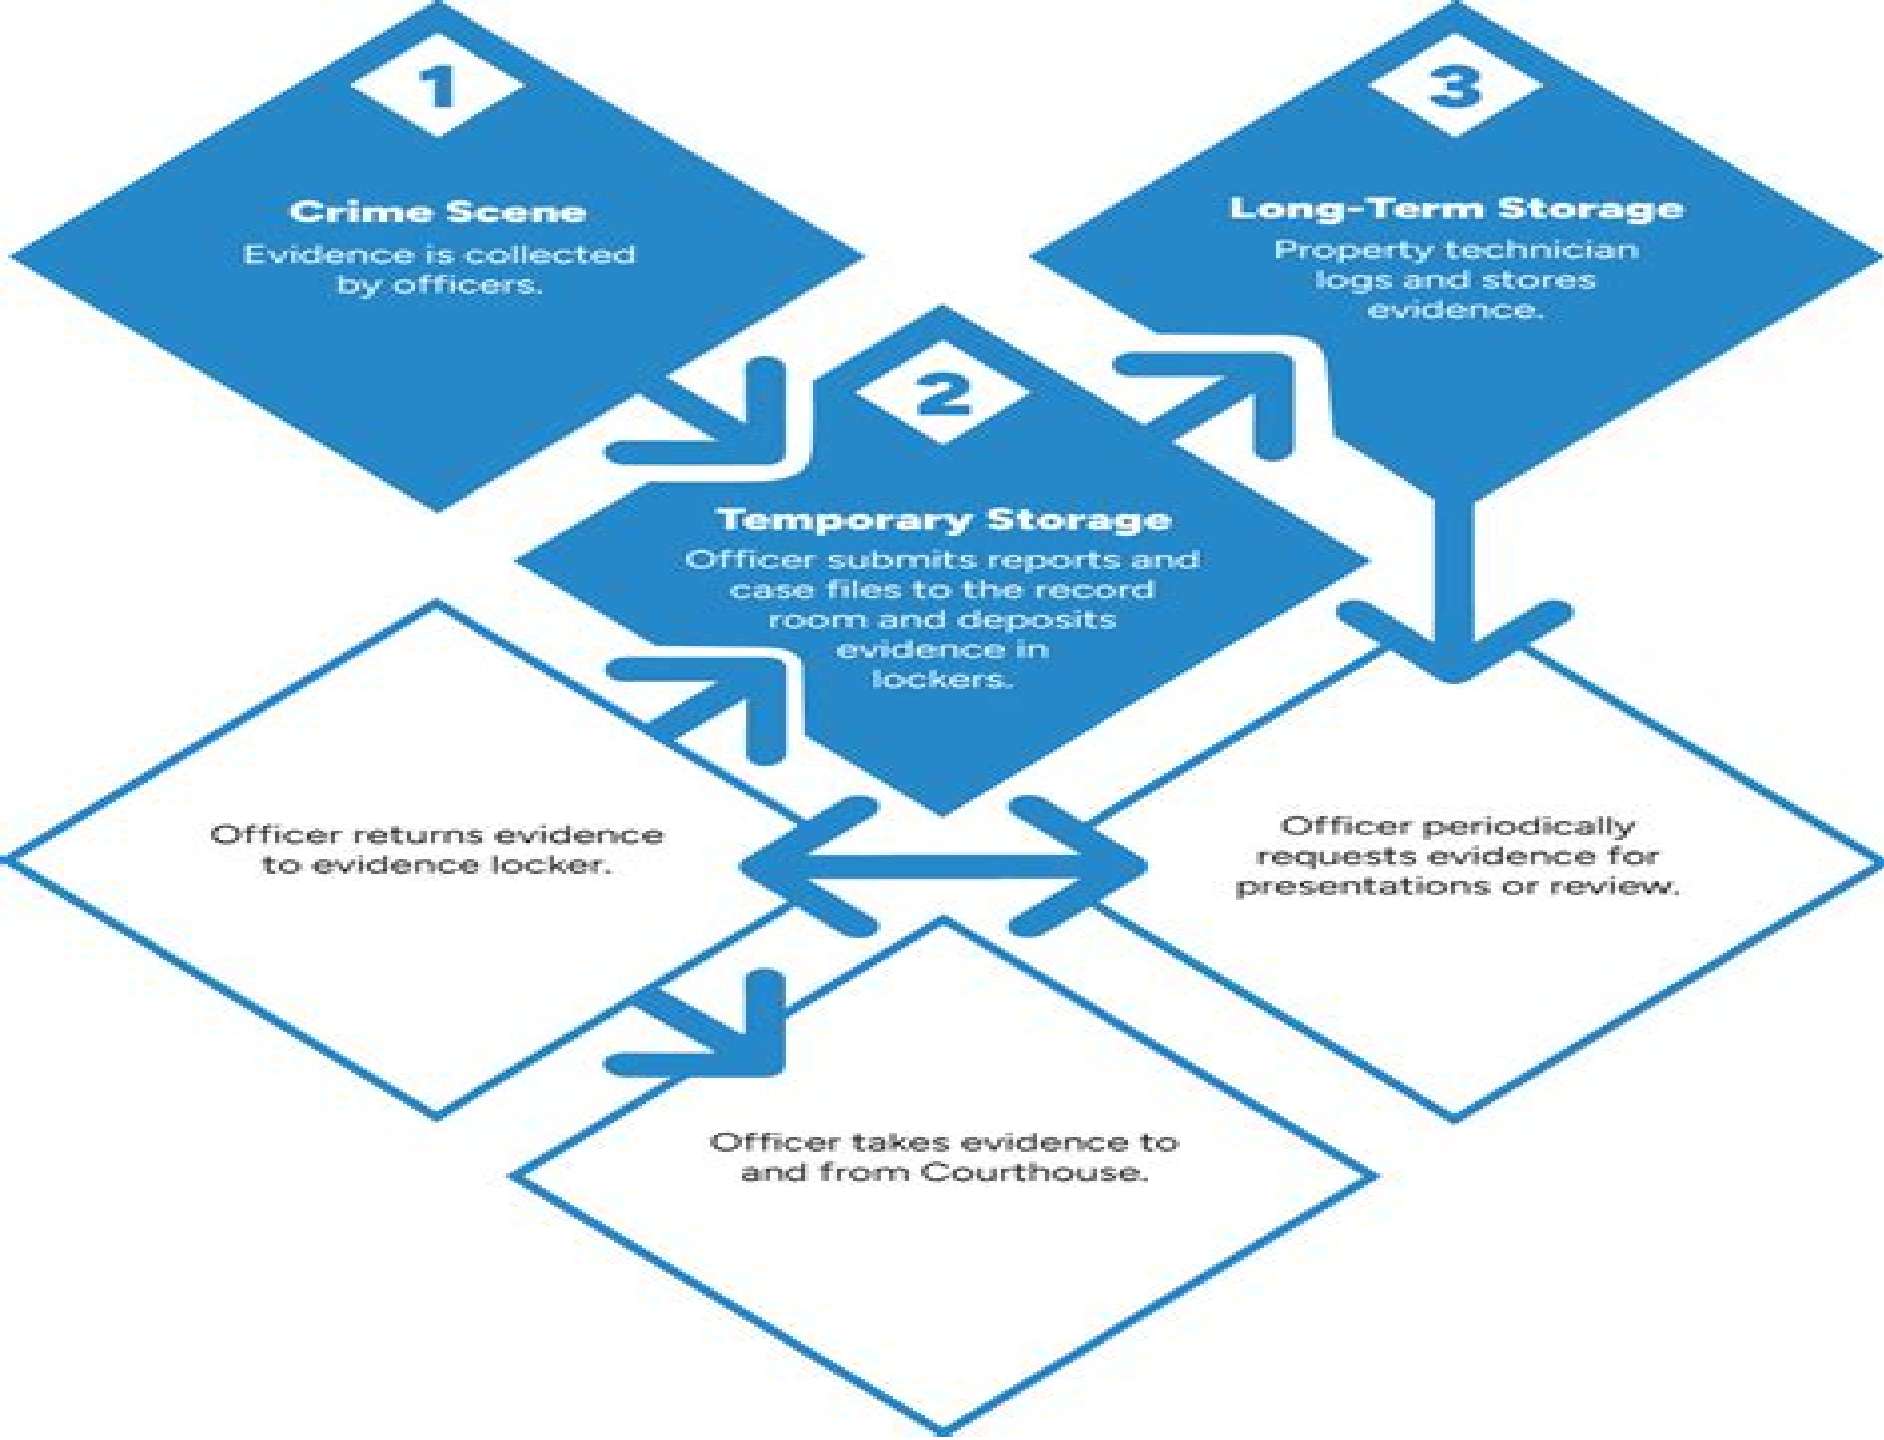 1
Crime Scene
Evidence is collected
by officers.
2
Temporary Storage
Officer submits reports and
case files to the record
room and deposits
evidence in
lockers.
3
Long-Term Storage
Property technician
logs and stores
evidence.
Officer returns evidence
to evidence locker.
Officer periodically
requests evidence for
presentations or review.
Officer takes evidence to
and from Courthouse.